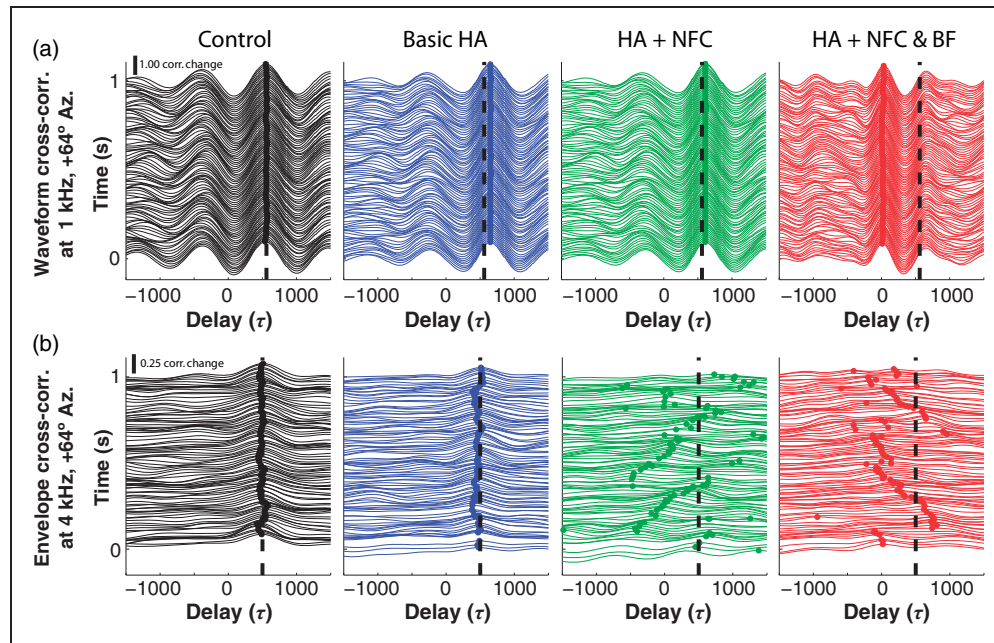 (a)
Control
Basic HA
HA + NFC
HA + NFC & BF
1.00 corr. change
Waveform cross-corr.
at 1 kHz, +64º Az.
Time (s)
1
0
−1000 0 1000
−1000 0 1000
−1000 0 1000
−1000 0 1000
Delay (τ)
Delay (τ)
Delay (τ)
Delay (τ)
(b)
0.25 corr. change
Envelope cross-corr.
at 4 kHz, +64º Az.
Time (s)
1
0
−1000 0 1000
−1000 0 1000
−1000 0 1000
−1000 0 1000
Delay (τ)
Delay (τ)
Delay (τ)
Delay (τ)